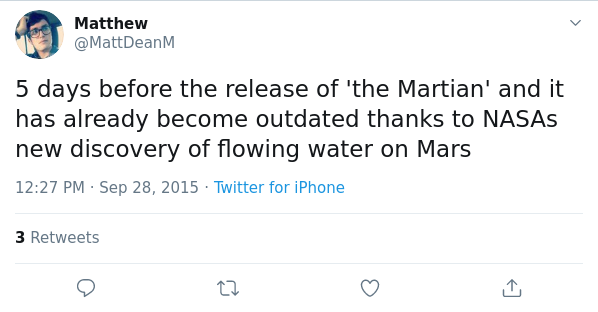 Matthew
@MattDeanM
5 days before the release of 'the Martian' and it
has already become outdated thanks to NASAs
new discovery of flowing water on Mars
12:27 PM · Sep 28, 2015 · Twitter for iPhone
3 Retweets